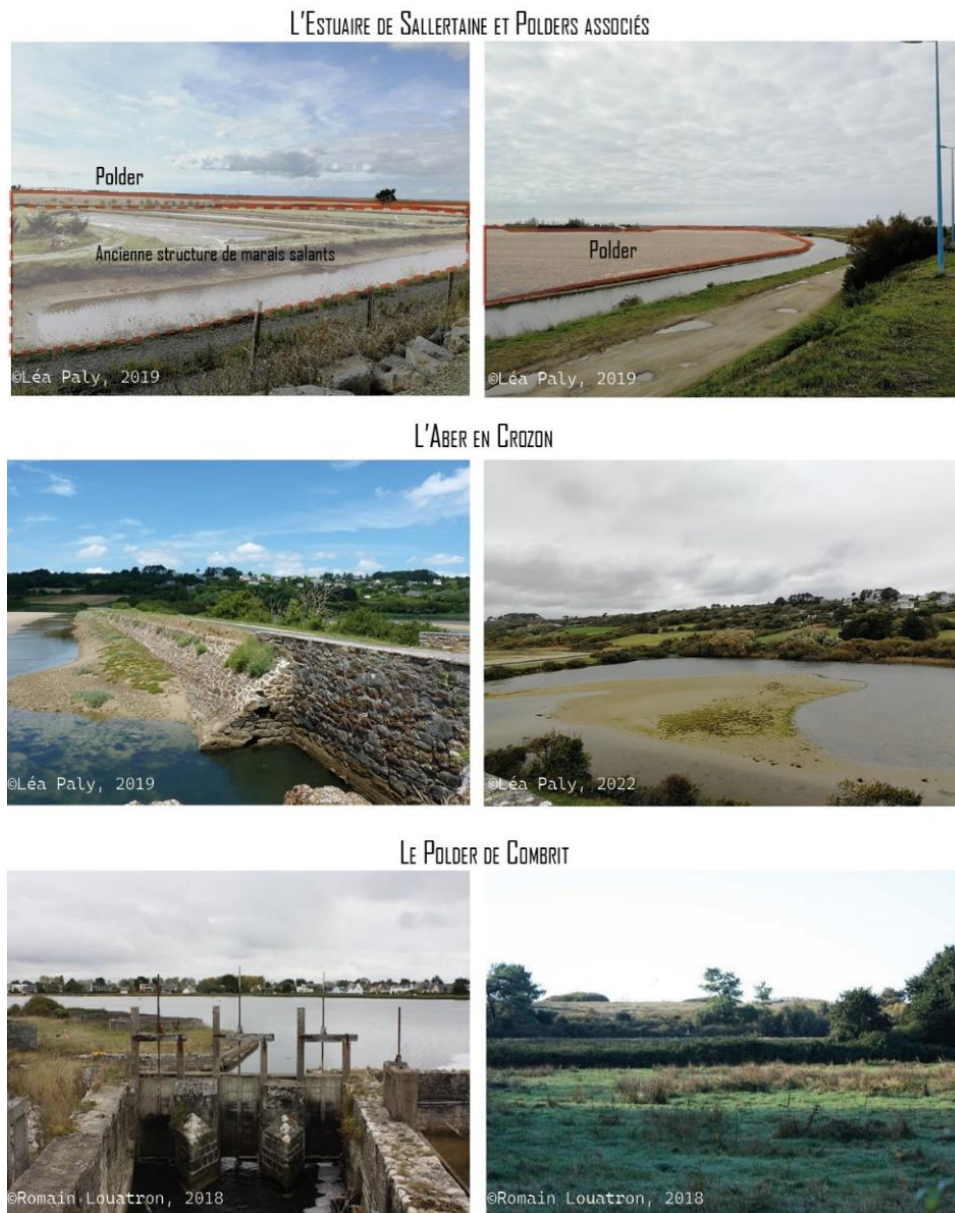 L'Estuaire de Sallertaine et Polders associés
Polder
Ancienne structure de marais salants
©Léa Paly, 2019
Polder
©Léa Paly, 2019
L'Aber en Crozon
©Léa Paly, 2019
©Léa Paly, 2022
Le Polder de Combrit
©Romain Louatron, 2018
©Romain Louatron, 2018